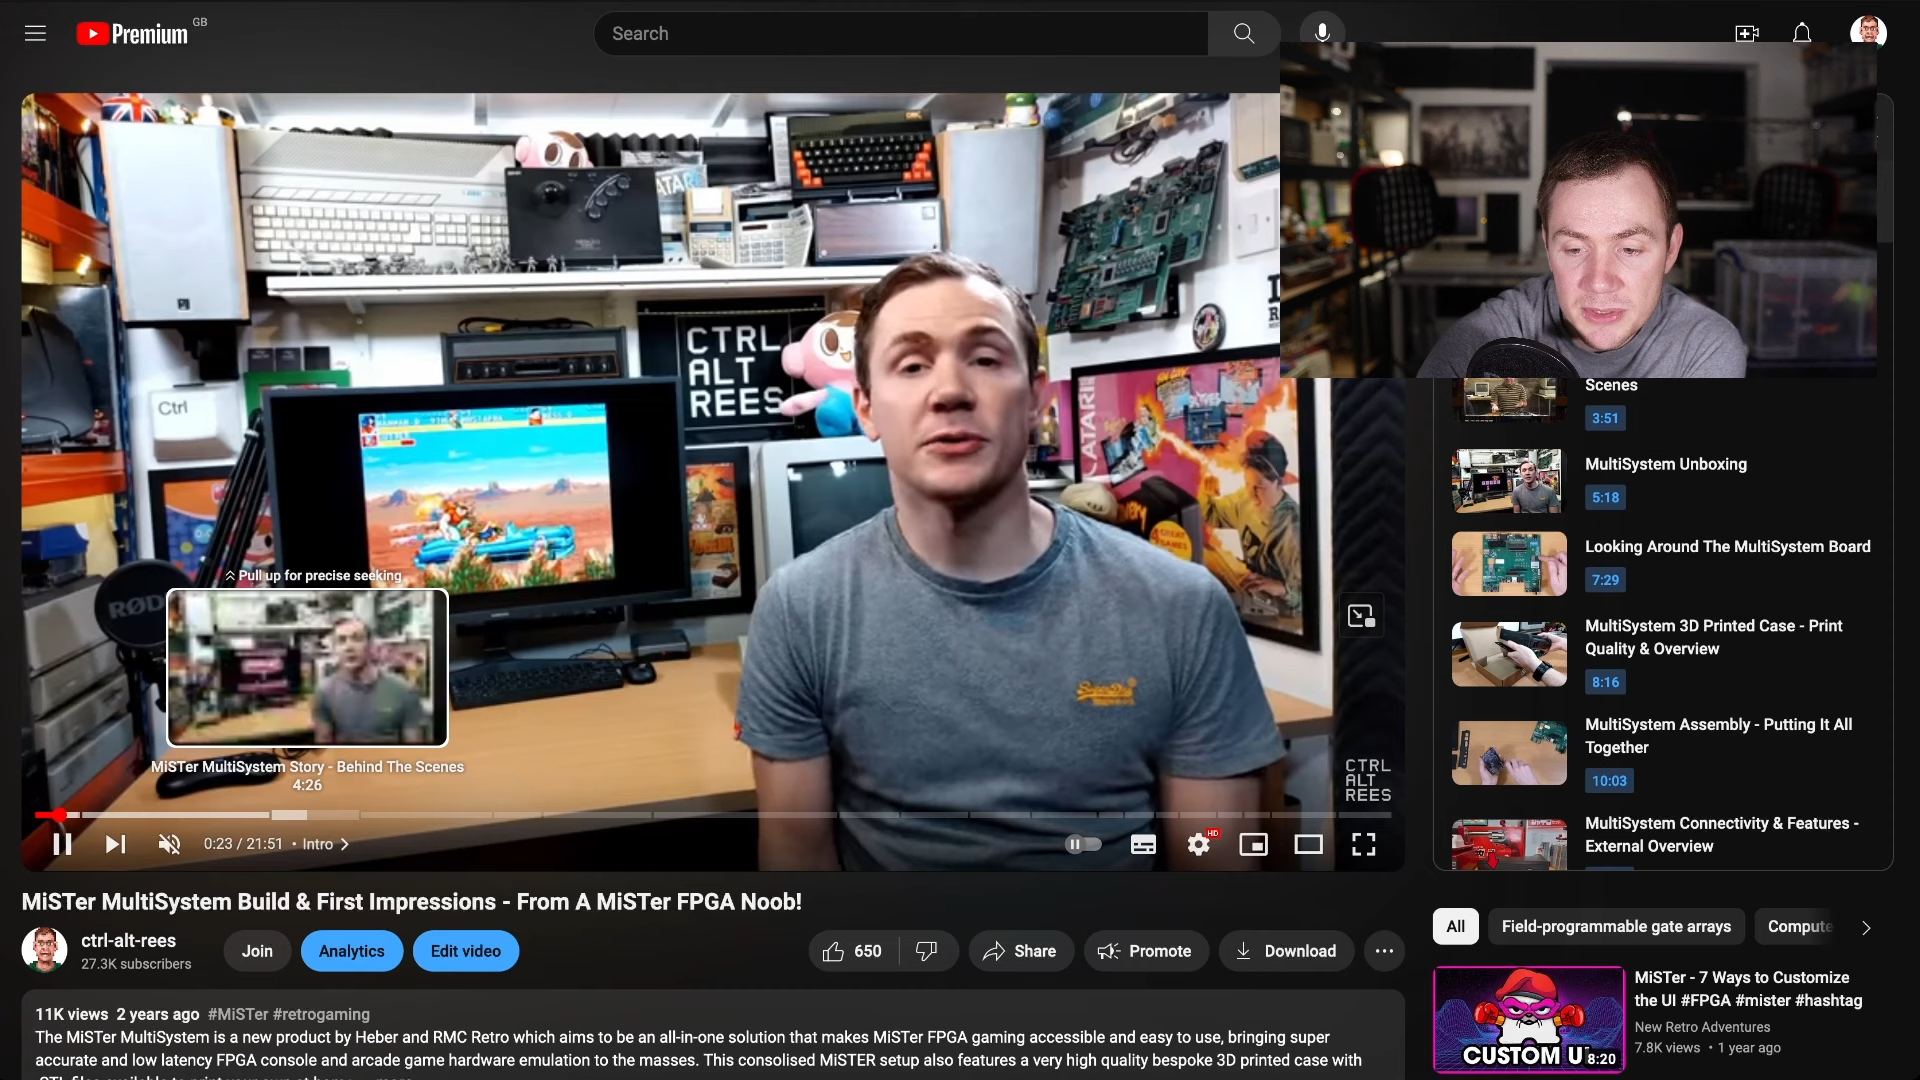 Premium
GB
Search
Ctrl
CTRL
ALT
REES
ATARI
RØDE
Pull up for precise seeking
MiSTer MultiSystem Story - Behind The Scenes
4:26
CTRL
ALT
REES
0:23 / 21:51 • Intro
HD
Scenes
3:51
MultiSystem Unboxing
5:18
Looking Around The MultiSystem Board
7:29
MultiSystem 3D Printed Case - Print
Quality & Overview
8:16
MultiSystem Assembly - Putting It All
Together
10:03
MultiSystem Connectivity & Features -
External Overview
MiSTer MultiSystem Build & First Impressions - From A MiSTer FPGA Noob!
ctrl-alt-rees
27.3K subscribers
Join
Analytics
Edit video
650
Share
Promote
Download
11K views 2 years ago #MiSTer #retrogaming
The MiSTer MultiSystem is a new product by Heber and RMC Retro which aims to be an all-in-one solution that makes MiSTer FPGA gaming accessible and easy to use, bringing super
accurate and low latency FPGA console and arcade game hardware emulation to the masses. This consolised MiSTER setup also features a very high quality bespoke 3D printed case with
All
Field-programmable gate arrays
Compute
CUSTOM UI
8:20
MiSTer - 7 Ways to Customize
the UI #FPGA #mister #hashtag
New Retro Adventures
7.8K views • 1 year ago